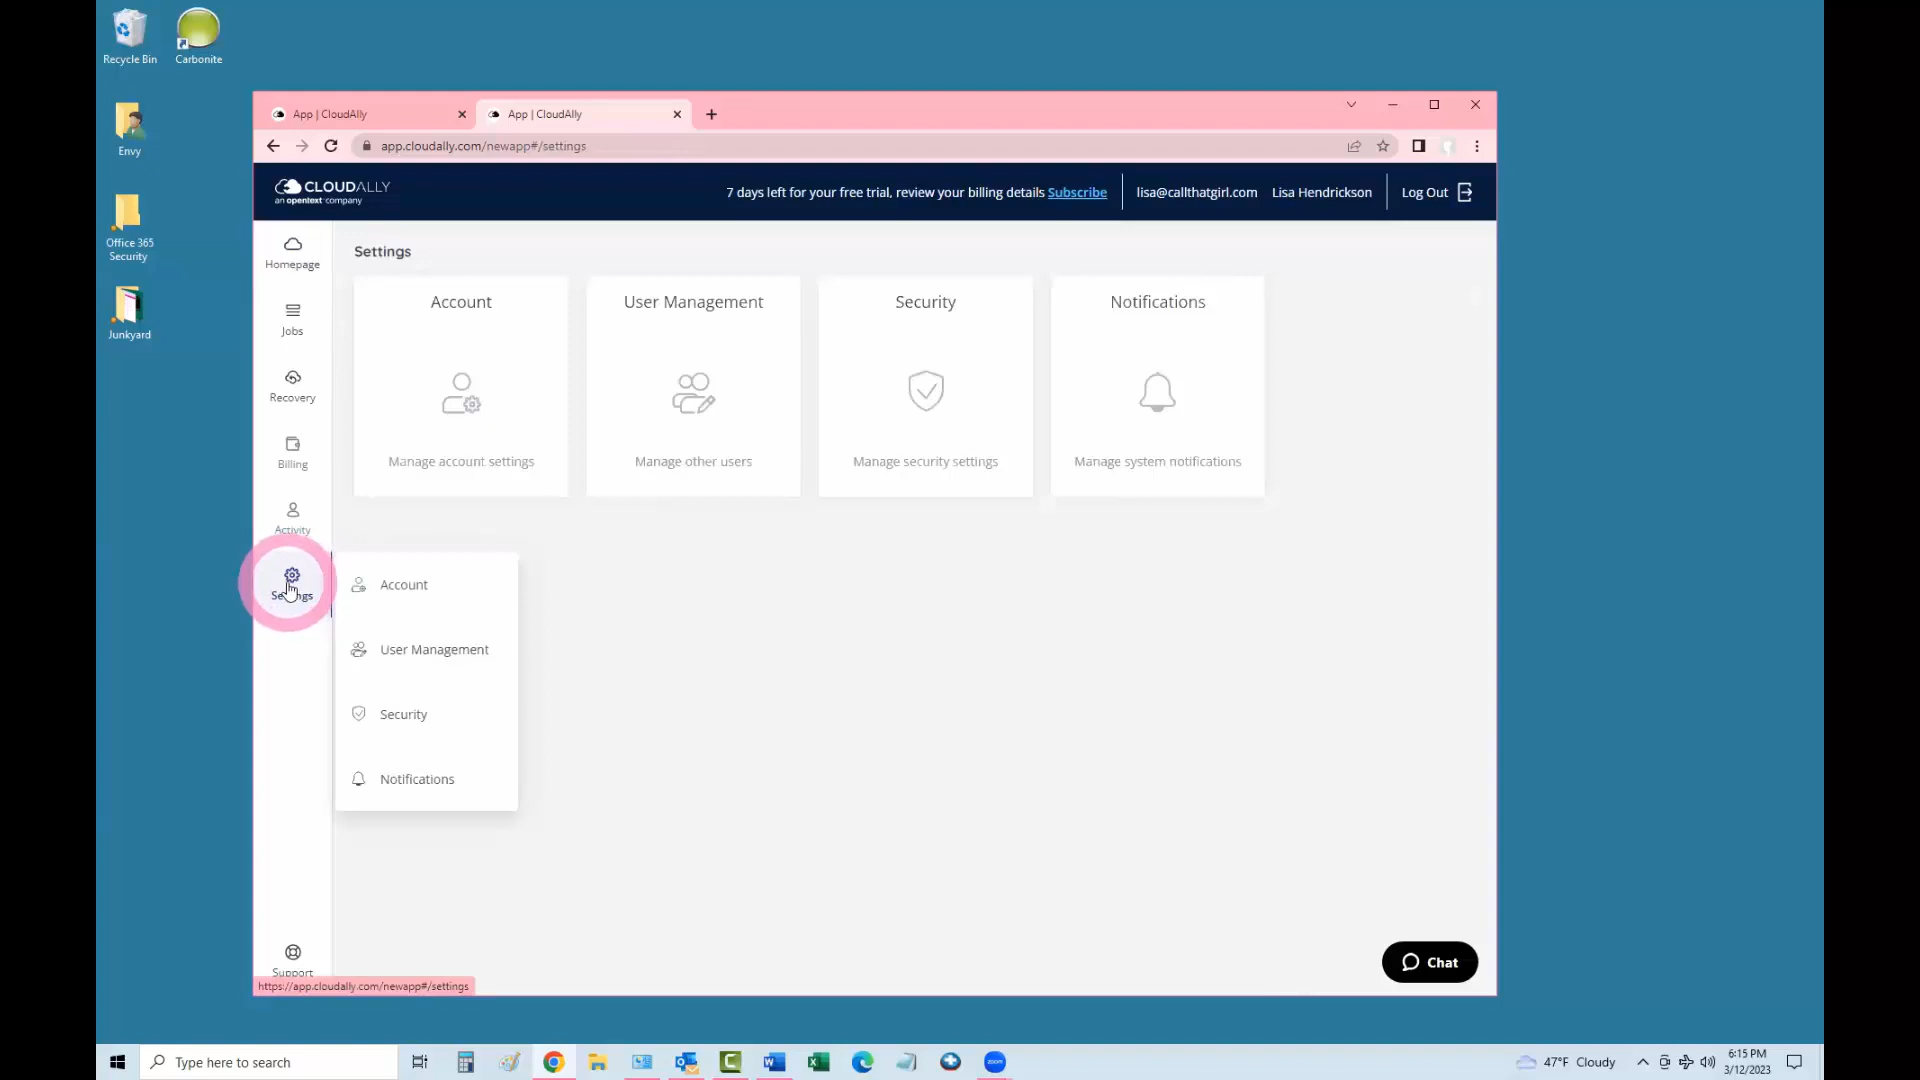 Recycle Bin
Carbonite
Envy
Office 365
Security
Junkyard
App | CloudAlly
App | CloudAlly
app.cloudally.com/newapp#/settings
CLOUDALLY
an opentext company
7 days left for your free trial, review your billing details Subscribe
lisa@callthatgirl.com
Lisa Hendrickson
Log Out
Homepage
Jobs
Recovery
Billing
Activity
Settings
Support
Settings
Account
Manage account settings
User Management
Manage other users
Security
Manage security settings
Notifications
Manage system notifications
Account
User Management
Security
Notifications
Chat
https://app.cloudally.com/newapp#/settings
Type here to search
zoom
47°F Cloudy
6:15 PM
3/12/2023